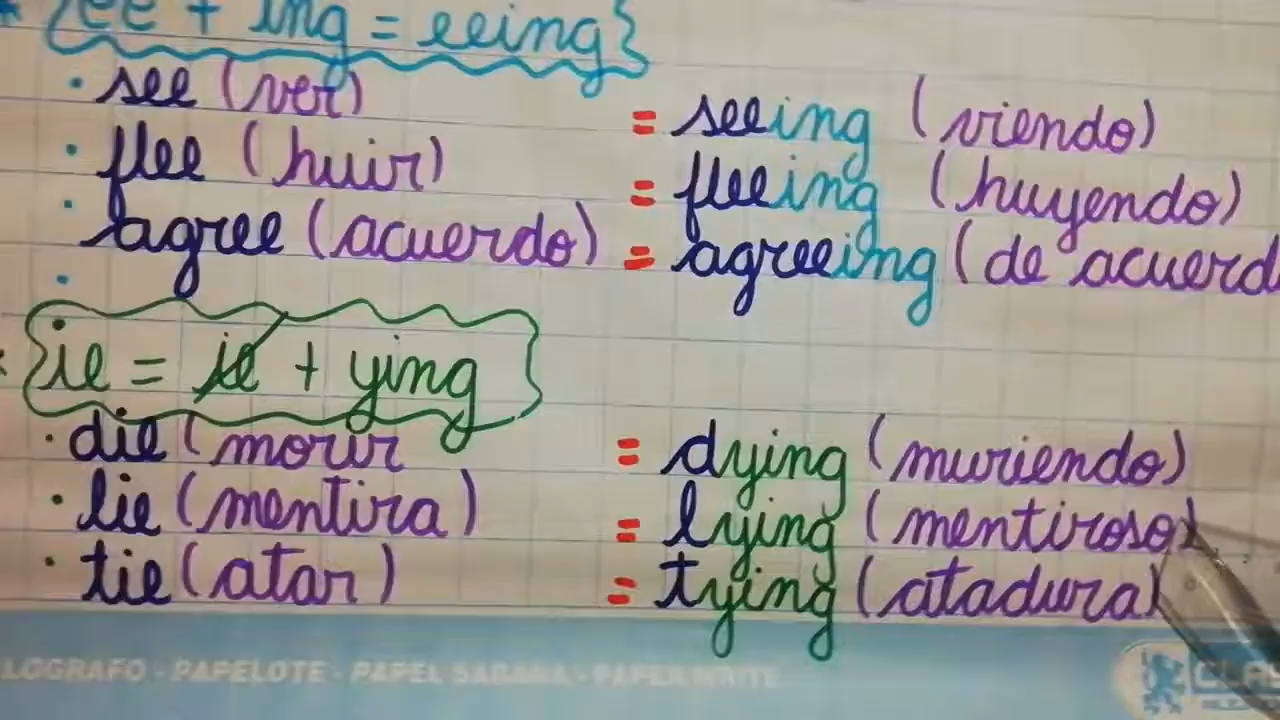 {ee + ing = eeing}
• see (ver) = seeing (viendo)
• flee (huir) = fleeing (huyendo)
• agree (acuerdo) = agreeing (de acuerd
•
{ie = ie + ying
• die (morir = dying (muriendo)
• lie (mentira) = lying (mentiroso)
• tie (atar) = tying (atadura)
LOGRAFO - PAPELOTE - PAPEL SABANA - PAPER WRITE